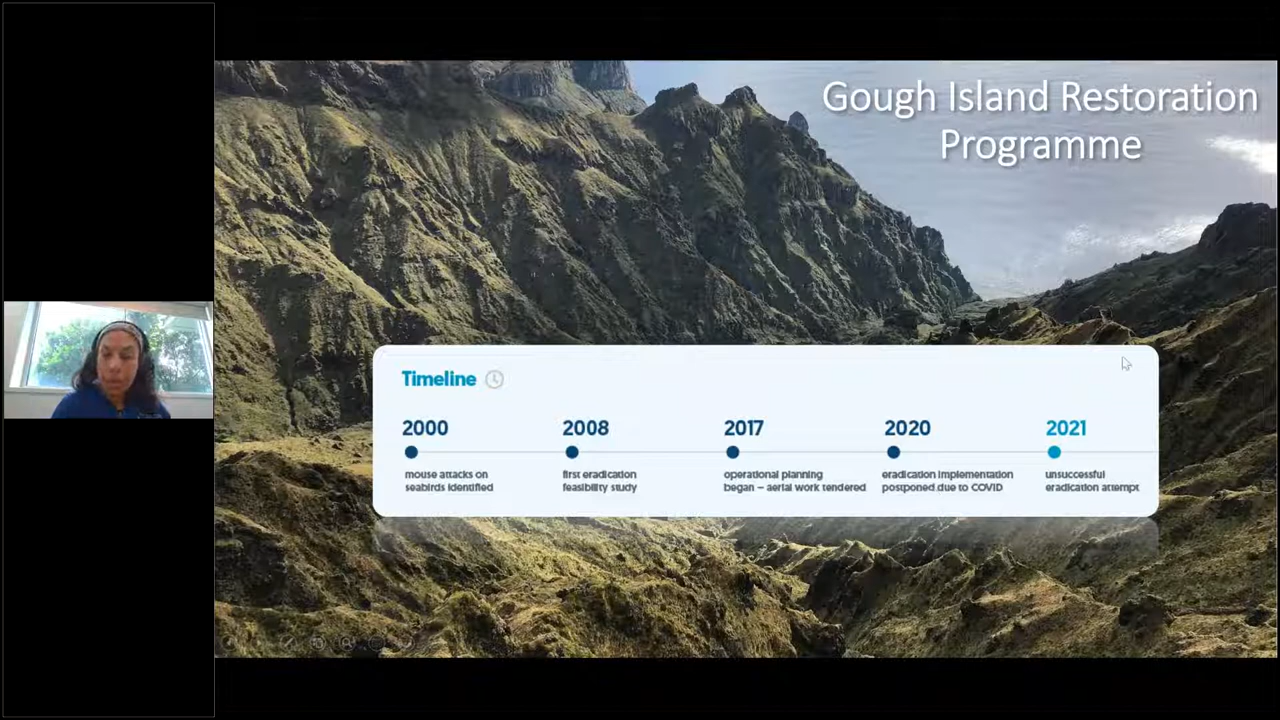 Gough Island Restoration
Programme
Timeline
2000
mouse attacks on
seabirds identified
2008
first eradication
feasibility study
2017
operational planning
began – aerial work tendered
2020
eradication implementation
postponed due to COVID
2021
unsuccessful
eradication attempt